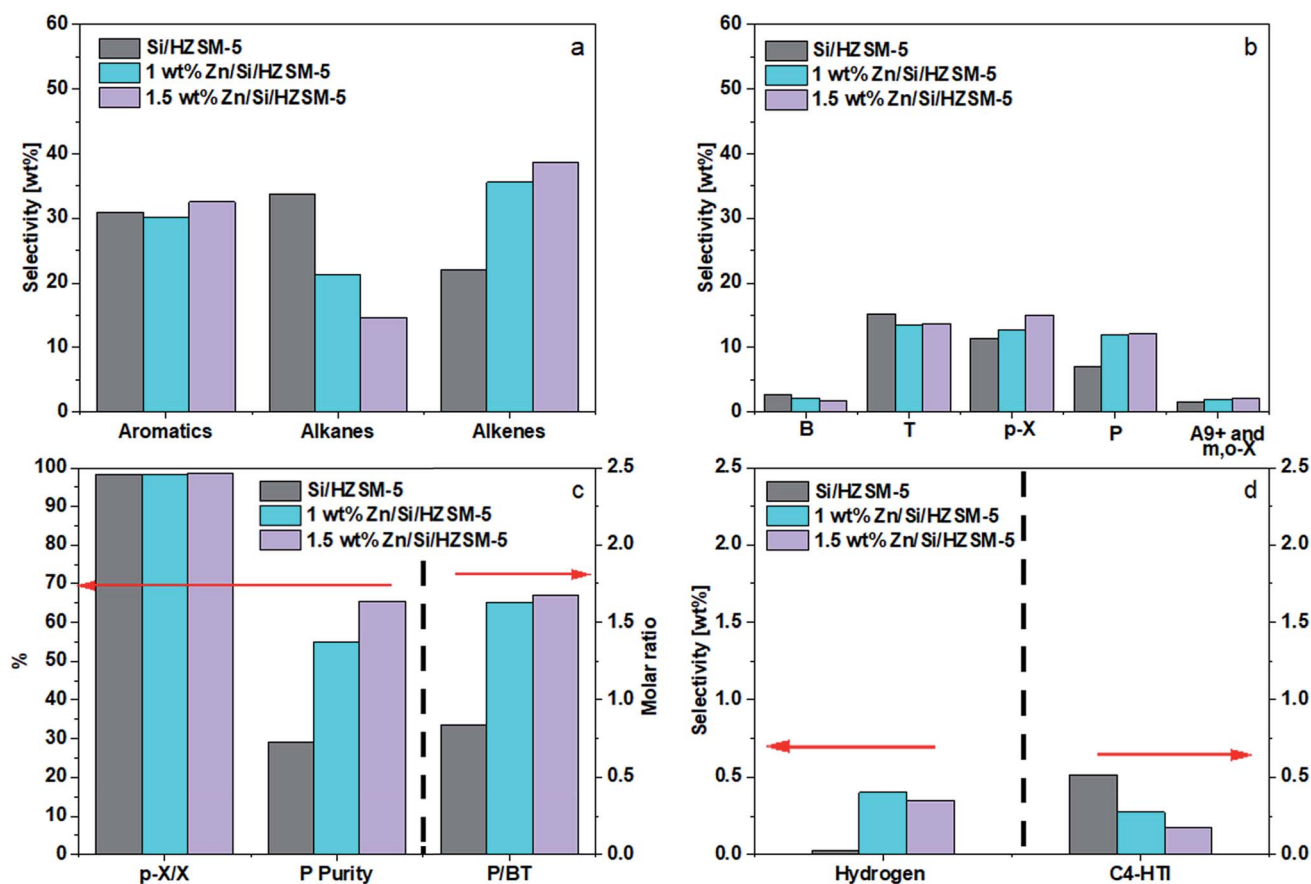 a
60
50
40
30
20
10
0
Selectivity [wt%]
Si/HZSM-5
1 wt% Zn/Si/HZSM-5
1.5 wt% Zn/Si/HZSM-5
Aromatics
Alkanes
Alkenes
b
60
50
40
30
20
10
0
Selectivity [wt%]
Si/HZSM-5
1 wt% Zn/Si/HZSM-5
1.5 wt% Zn/Si/HZSM-5
B
T
p-X
P
A9+ and
m,o-X
c
100
90
80
70
60
50
40
30
20
10
0
%
Si/HZSM-5
1 wt% Zn/Si/HZSM-5
1.5 wt% Zn/Si/HZSM-5
2.5
2.0
1.5
1.0
0.5
0.0
Molar ratio
p-X/X
P Purity
P/BT
d
2.5
2.0
1.5
1.0
0.5
0.0
Selectivity [wt%]
Si/HZSM-5
1 wt% Zn/Si/HZSM-5
1.5 wt% Zn/Si/HZSM-5
2.5
2.0
1.5
1.0
0.5
0.0
Hydrogen
C4-HTI